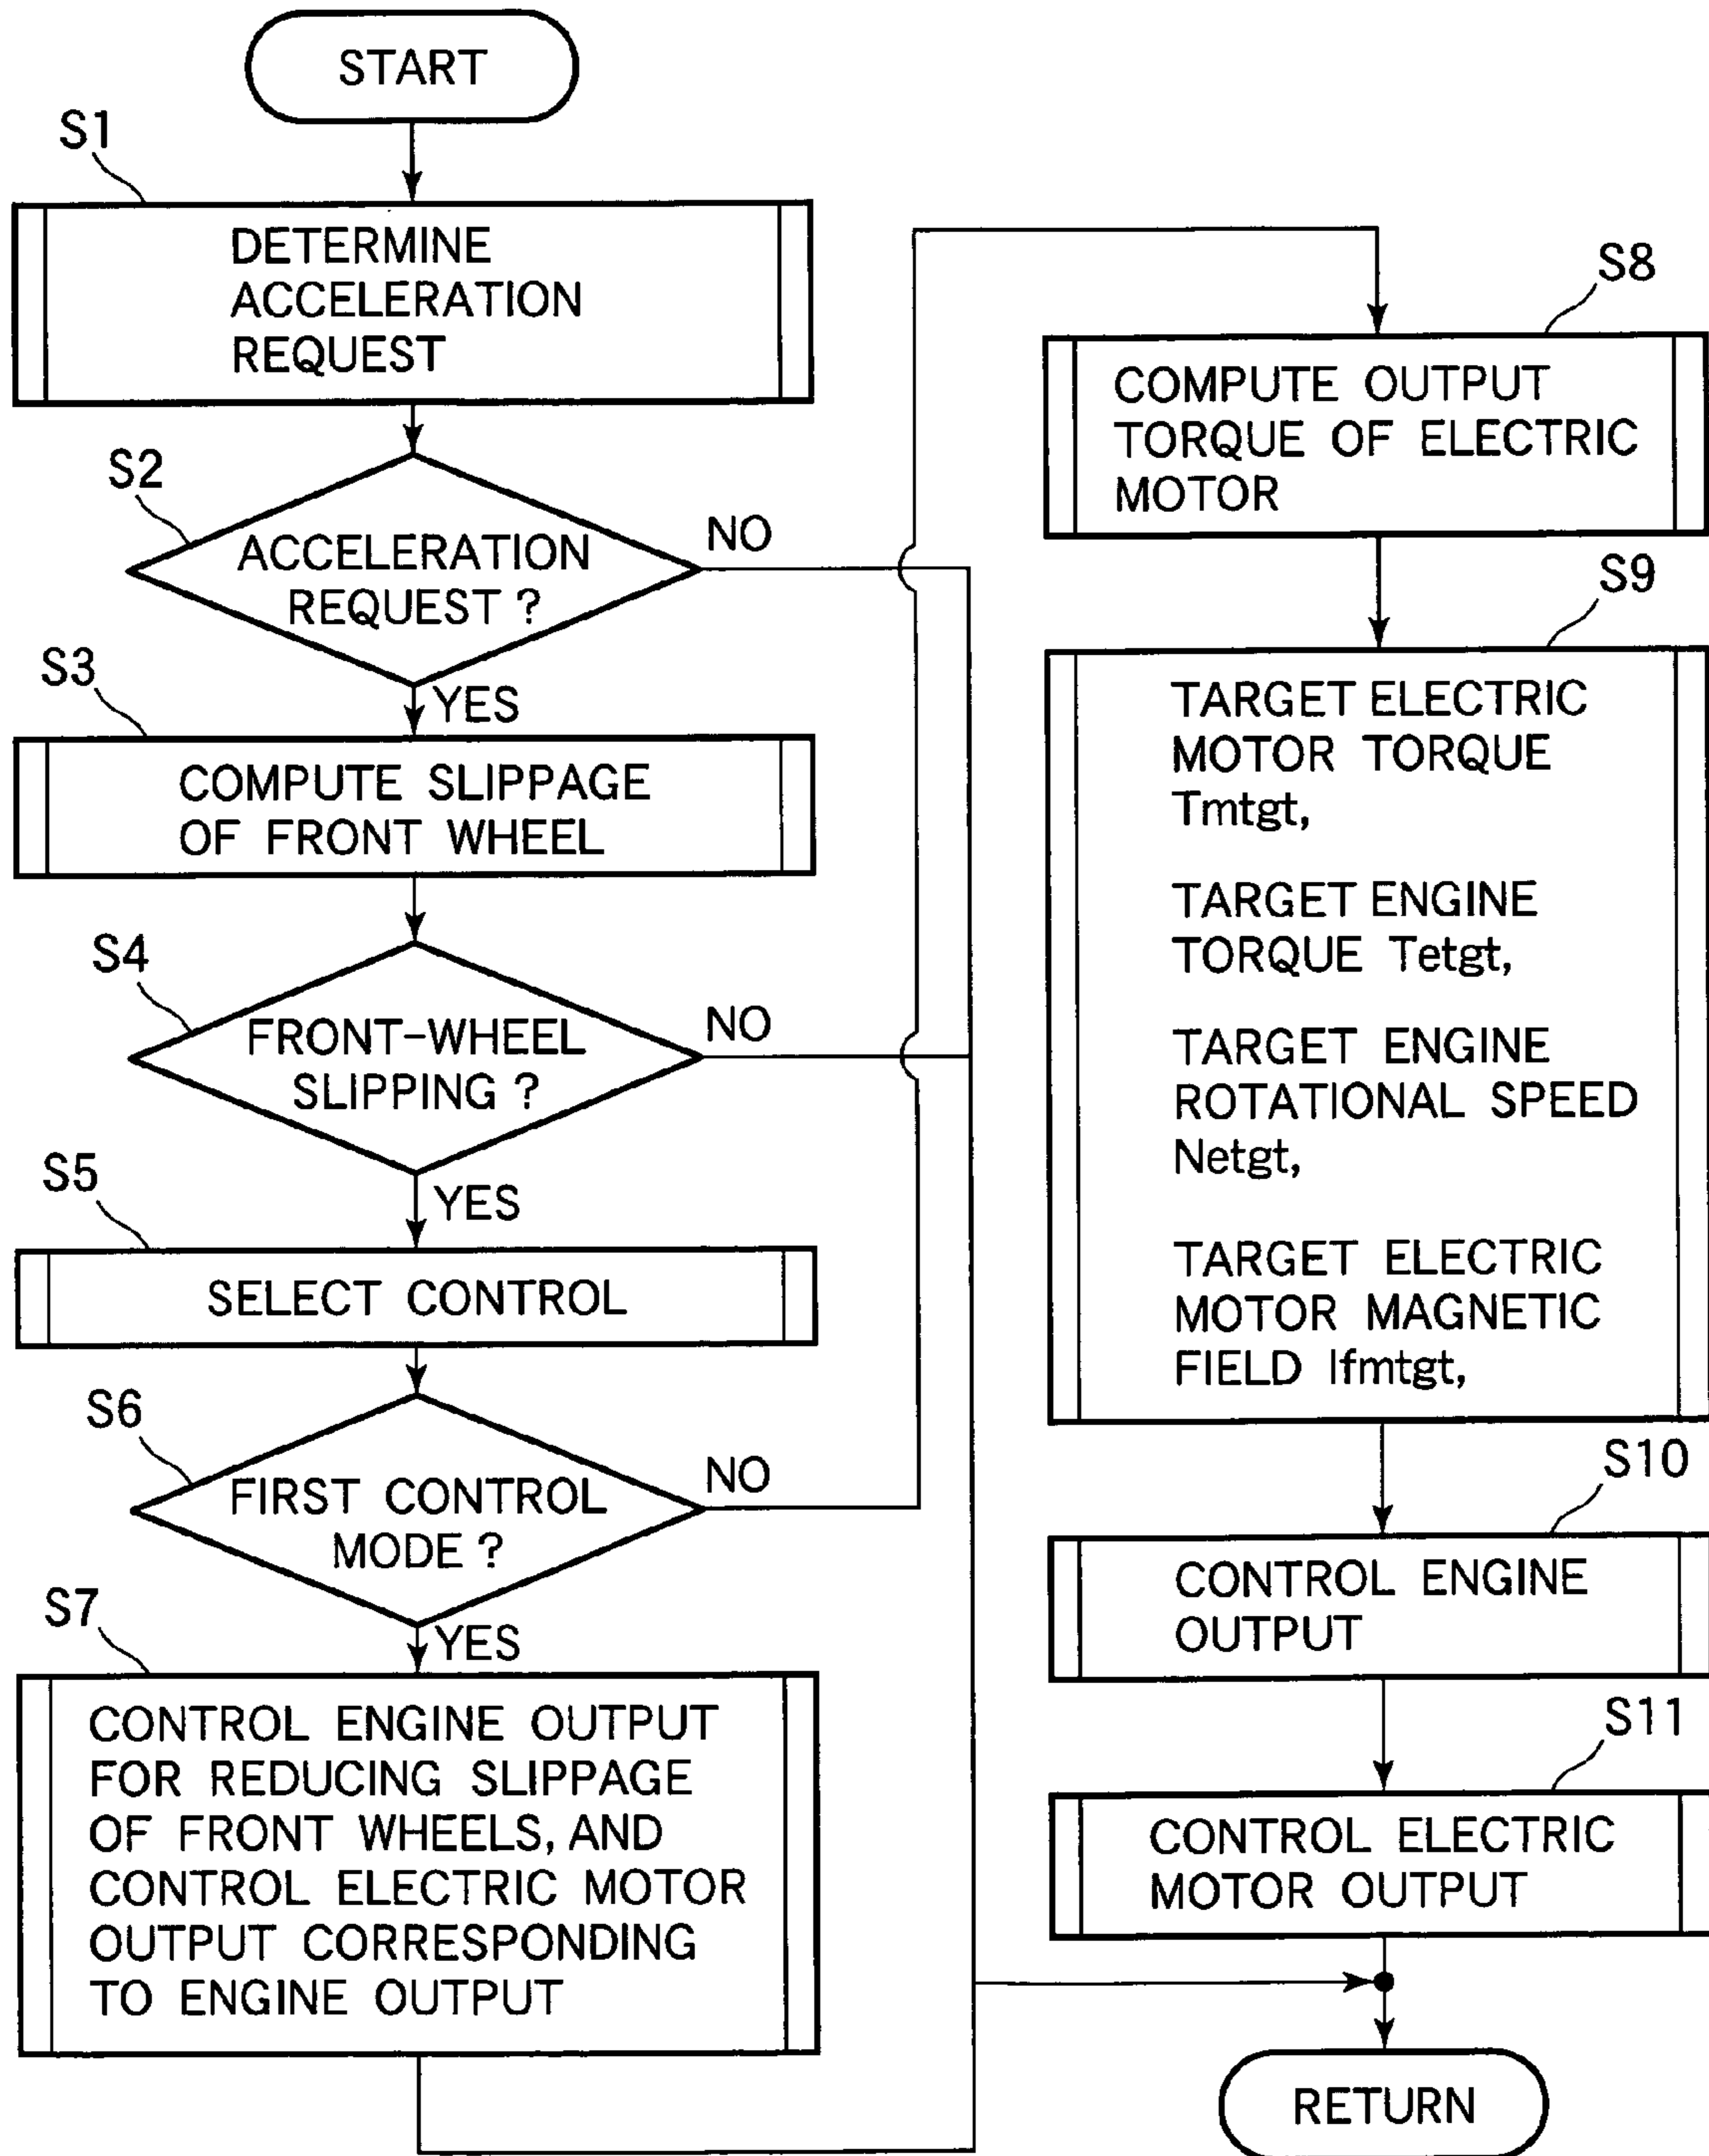 START
S1
DETERMINE
ACCELERATION
REQUEST
S2
ACCELERATION
REQUEST ?
NO
YES
S3
COMPUTE SLIPPAGE
OF FRONT WHEEL
S4
FRONT-WHEEL
SLIPPING ?
NO
YES
S5
SELECT CONTROL
S6
FIRST CONTROL
MODE ?
NO
YES
S7
CONTROL ENGINE OUTPUT
FOR REDUCING SLIPPAGE
OF FRONT WHEELS, AND
CONTROL ELECTRIC MOTOR
OUTPUT CORRESPONDING
TO ENGINE OUTPUT
S8
COMPUTE OUTPUT
TORQUE OF ELECTRIC
MOTOR
S9
TARGET ELECTRIC
MOTOR TORQUE
Tmtgt,
TARGET ENGINE
TORQUE Tetgt,
TARGET ENGINE
ROTATIONAL SPEED
Netgt,
TARGET ELECTRIC
MOTOR MAGNETIC
FIELD Ifmtgt,
S10
CONTROL ENGINE
OUTPUT
S11
CONTROL ELECTRIC
MOTOR OUTPUT
RETURN